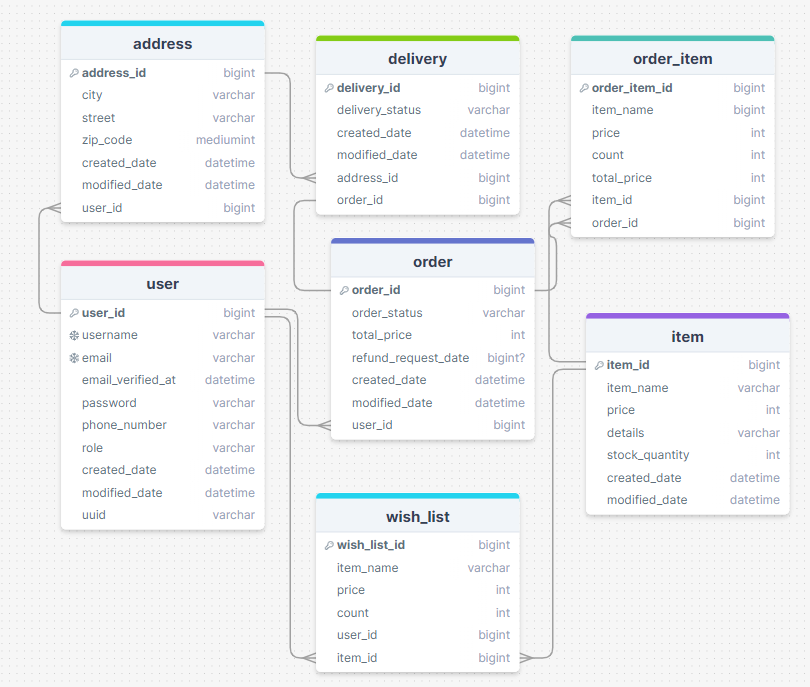 address
address_id bigint
city varchar
street varchar
zip_code mediumint
created_date datetime
modified_date datetime
user_id bigint
delivery
delivery_id bigint
delivery_status varchar
created_date datetime
modified_date datetime
address_id bigint
order_id bigint
order_item
order_item_id bigint
item_name bigint
price int
count int
total_price int
item_id bigint
order_id bigint
user
user_id bigint
username varchar
email varchar
email_verified_at datetime
password varchar
phone_number varchar
role varchar
created_date datetime
modified_date datetime
uuid varchar
order
order_id bigint
order_status varchar
total_price int
refund_request_date bigint?
created_date datetime
modified_date datetime
user_id bigint
item
item_id bigint
item_name varchar
price int
details varchar
stock_quantity int
created_date datetime
modified_date datetime
wish_list
wish_list_id bigint
item_name varchar
price int
count int
user_id bigint
item_id bigint